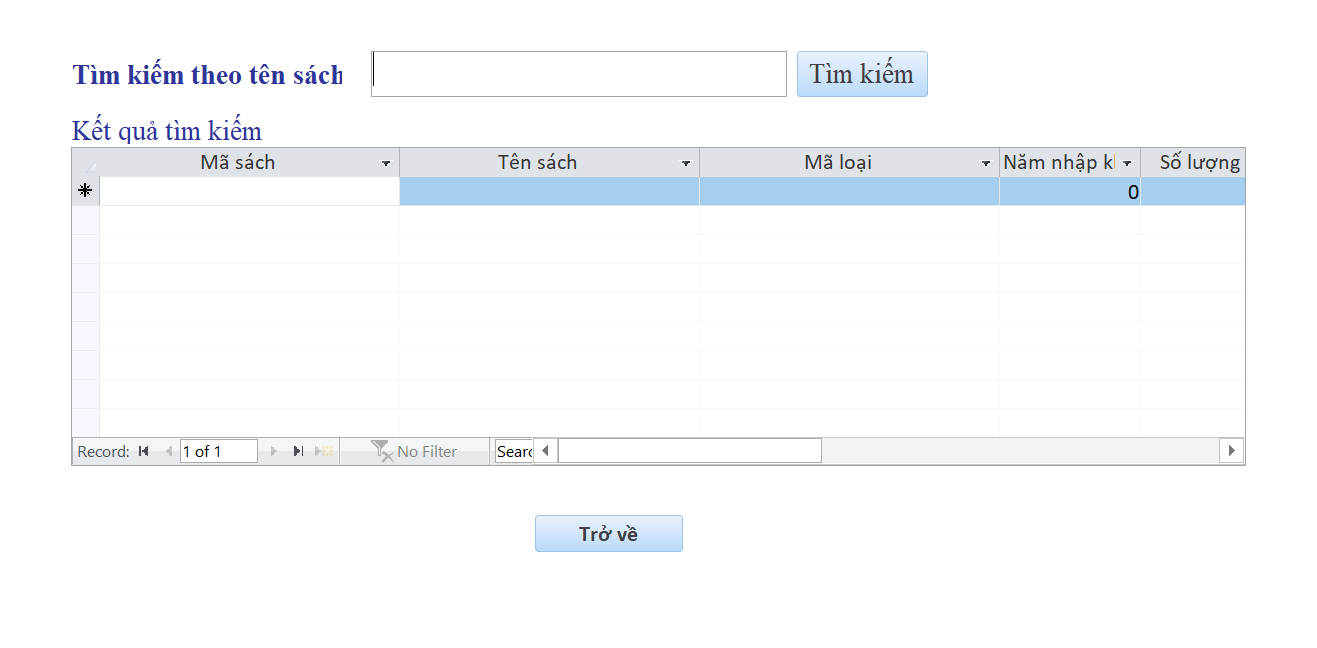 Tìm kiếm theo tên sách Tìm kiếm
Kết quả tìm kiếm
Mã sách Tên sách Mã loại Năm nhập k Số lượng
0
Record: 1 of 1 No Filter Searc
Trở về